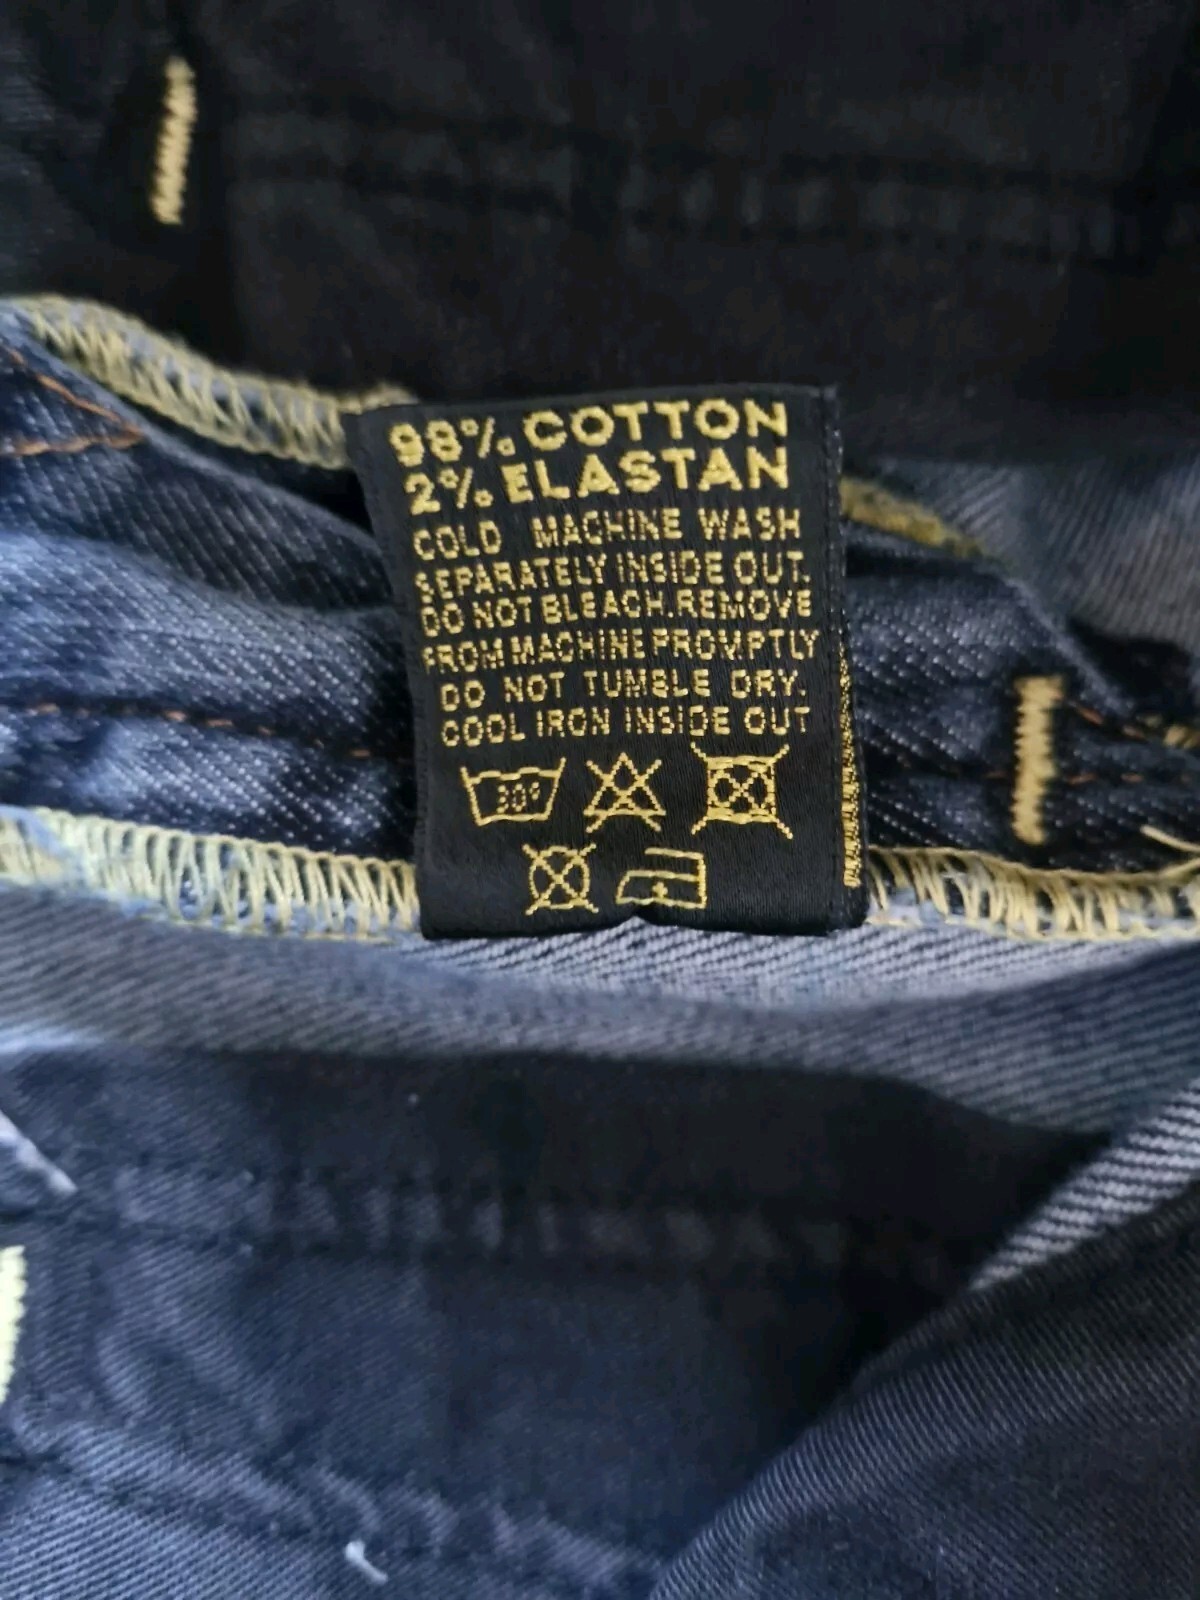 98% COTTON
2% ELASTAN
COLD MACHINE WASH
SEPARATELY INSIDE OUT.
DO NOT BLEACH.REMOVE
FROM MACHINE PROMPTLY
DO NOT TUMBLE DRY.
COOL IRON INSIDE OUT
30°